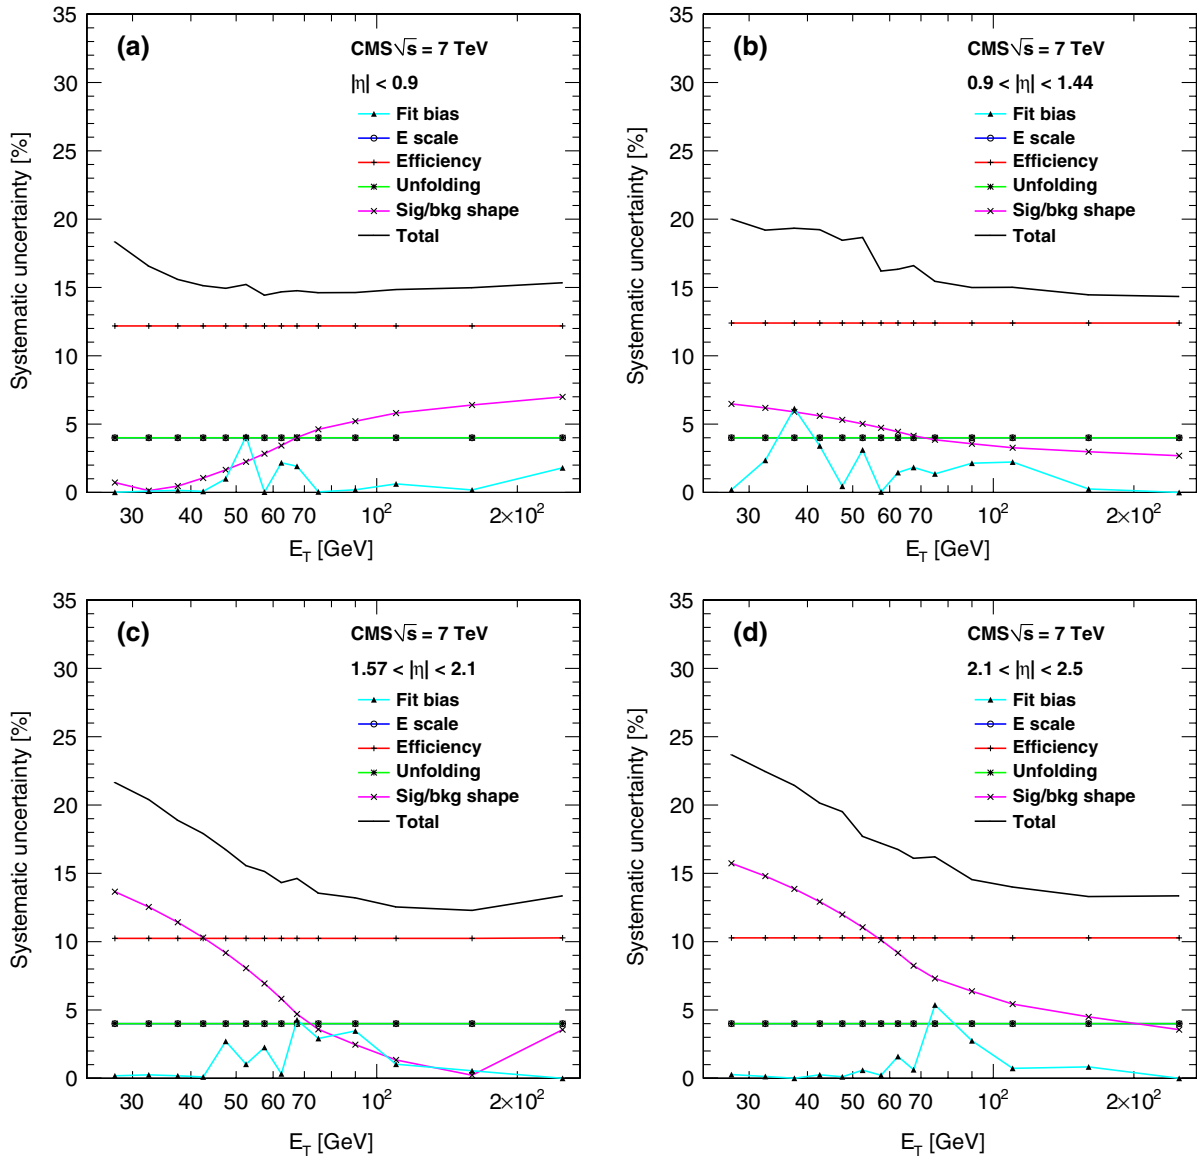 (a)
CMS √s = 7 TeV
|η| < 0.9
Fit bias
E scale
Efficiency
Unfolding
Sig/bkg shape
Total
Systematic uncertainty [%]
35
30
25
20
15
10
5
0
30 40 50 60 70 10² 2×10²
E_T [GeV]
(b)
CMS √s = 7 TeV
0.9 < |η| < 1.44
Fit bias
E scale
Efficiency
Unfolding
Sig/bkg shape
Total
Systematic uncertainty [%]
35
30
25
20
15
10
5
0
30 40 50 60 70 10² 2×10²
E_T [GeV]
(c)
CMS √s = 7 TeV
1.57 < |η| < 2.1
Fit bias
E scale
Efficiency
Unfolding
Sig/bkg shape
Total
Systematic uncertainty [%]
35
30
25
20
15
10
5
0
30 40 50 60 70 10² 2×10²
E_T [GeV]
(d)
CMS √s = 7 TeV
2.1 < |η| < 2.5
Fit bias
E scale
Efficiency
Unfolding
Sig/bkg shape
Total
Systematic uncertainty [%]
35
30
25
20
15
10
5
0
30 40 50 60 70 10² 2×10²
E_T [GeV]